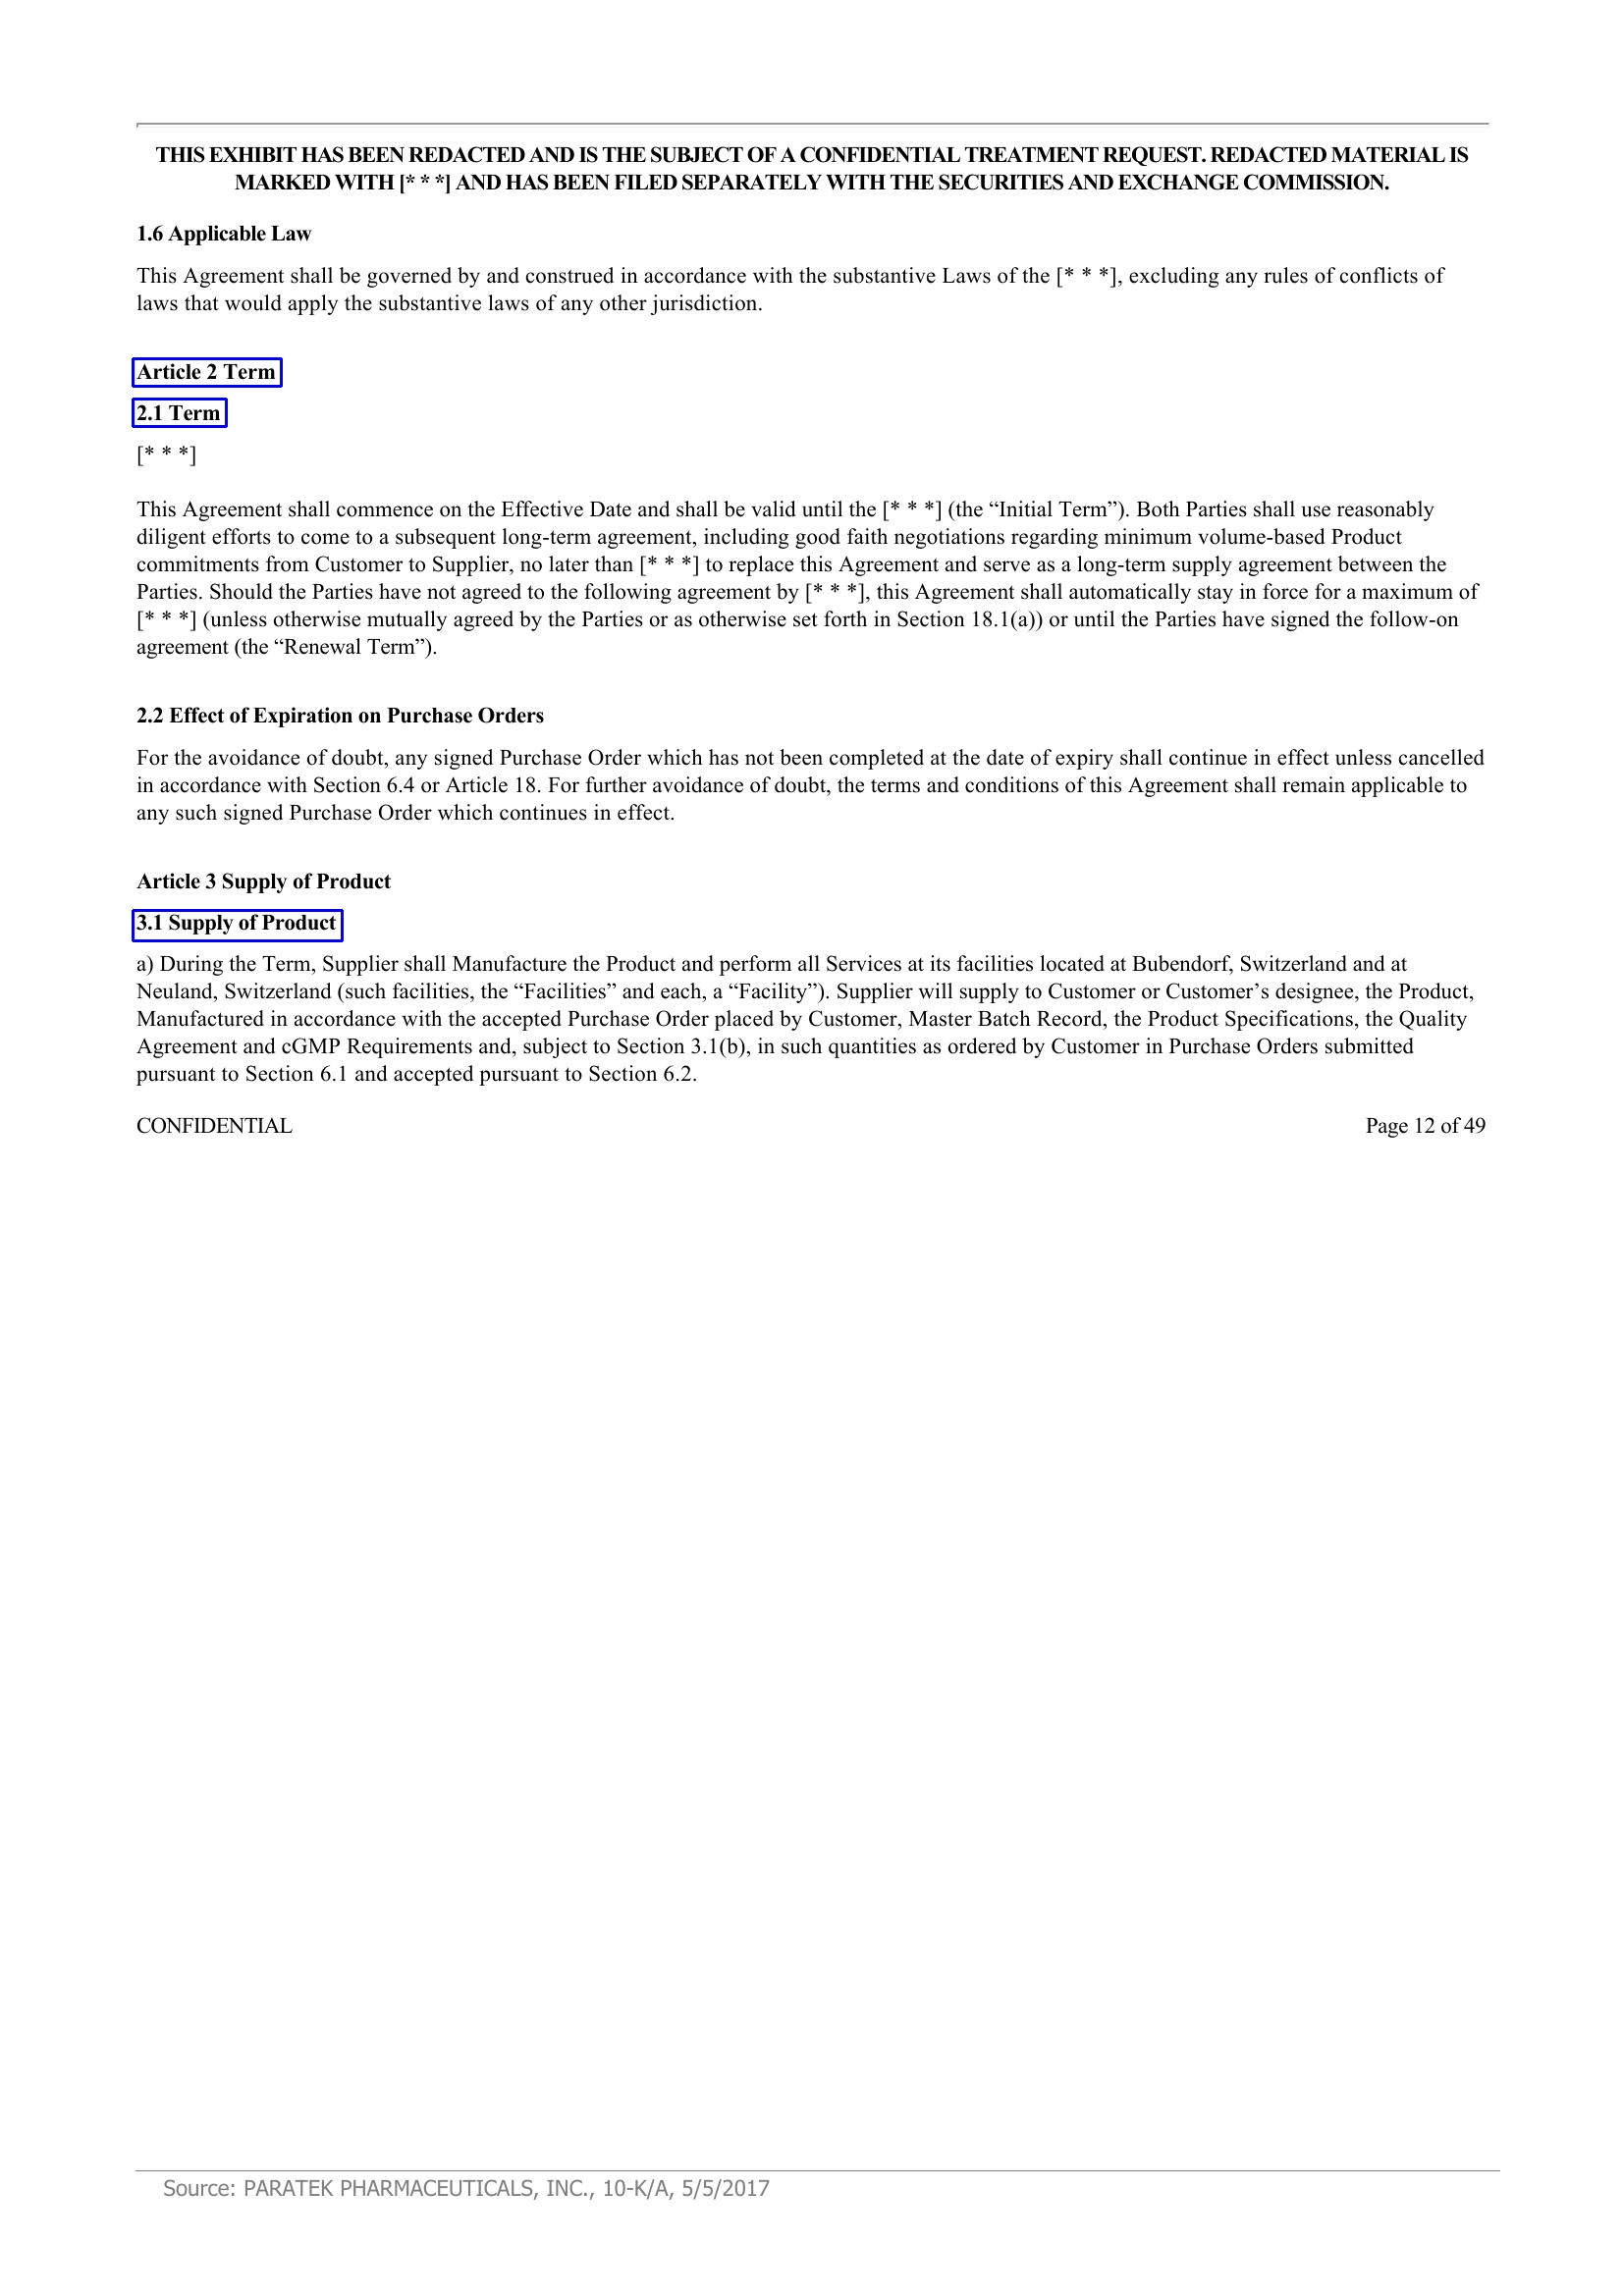 THIS EXHIBIT HAS BEEN REDACTED AND IS THE SUBJECT OF A CONFIDENTIAL TREATMENT REQUEST. REDACTED MATERIAL IS
MARKED WITH [* * *] AND HAS BEEN FILED SEPARATELY WITH THE SECURITIES AND EXCHANGE COMMISSION.
1.6 Applicable Law
This Agreement shall be governed by and construed in accordance with the substantive Laws of the [* * *], excluding any rules of conflicts of
laws that would apply the substantive laws of any other jurisdiction.
Article 2 Term
2.1 Term
[* * *]
This Agreement shall commence on the Effective Date and shall be valid until the [* * *] (the “Initial Term”). Both Parties shall use reasonably
diligent efforts to come to a subsequent long-term agreement, including good faith negotiations regarding minimum volume-based Product
commitments from Customer to Supplier, no later than [* * *] to replace this Agreement and serve as a long-term supply agreement between the
Parties. Should the Parties have not agreed to the following agreement by [* * *], this Agreement shall automatically stay in force for a maximum of
[* * *] (unless otherwise mutually agreed by the Parties or as otherwise set forth in Section 18.1(a)) or until the Parties have signed the follow-on
agreement (the “Renewal Term”).
2.2 Effect of Expiration on Purchase Orders
For the avoidance of doubt, any signed Purchase Order which has not been completed at the date of expiry shall continue in effect unless cancelled
in accordance with Section 6.4 or Article 18. For further avoidance of doubt, the terms and conditions of this Agreement shall remain applicable to
any such signed Purchase Order which continues in effect.
Article 3 Supply of Product
3.1 Supply of Product
a) During the Term, Supplier shall Manufacture the Product and perform all Services at its facilities located at Bubendorf, Switzerland and at
Neuland, Switzerland (such facilities, the “Facilities” and each, a “Facility”). Supplier will supply to Customer or Customer’s designee, the Product,
Manufactured in accordance with the accepted Purchase Order placed by Customer, Master Batch Record, the Product Specifications, the Quality
Agreement and cGMP Requirements and, subject to Section 3.1(b), in such quantities as ordered by Customer in Purchase Orders submitted
pursuant to Section 6.1 and accepted pursuant to Section 6.2.
CONFIDENTIAL Page 12 of 49
Source: PARATEK PHARMACEUTICALS, INC., 10-K/A, 5/5/2017